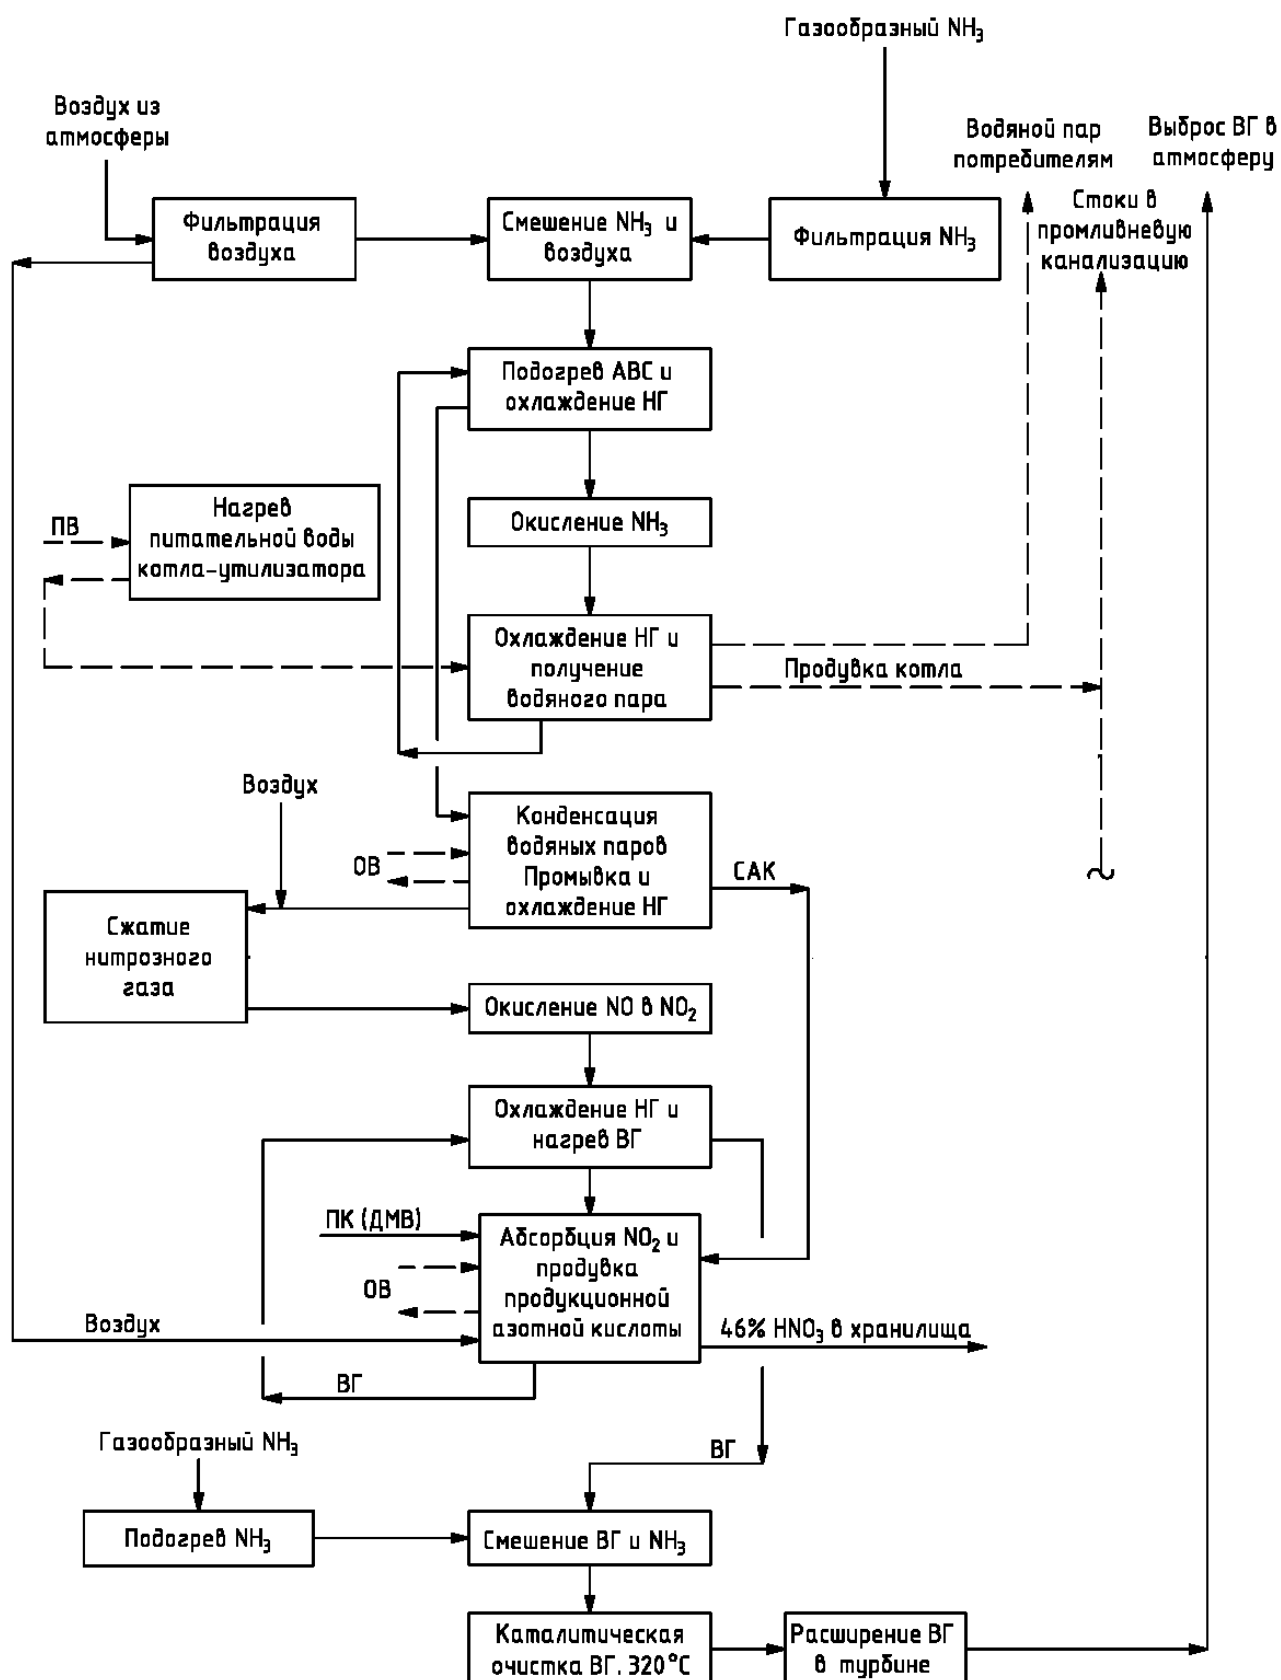 Газообразный NH₃
Воздух из
атмосферы
Водяной пар
потребителям
Выброс ВГ в
атмосферу
Стоки в
промливневую
канализацию
Фильтрация
воздуха
Смешение NH₃ и
воздуха
Фильтрация NH₃
Подогрев АВС и
охлаждение НГ
ПВ
Нагрев
питательной воды
котла-утилизатора
Окисление NH₃
Охлаждение НГ и
получение
водяного пара
Продувка котла
Воздух
ОВ
Конденсация
водяных паров
Промывка и
охлаждение НГ
САК
Сжатие
нитрозного
газа
Окисление NO в NO₂
Охлаждение НГ и
нагрев ВГ
ПК (ДМВ)
ОВ
Воздух
Абсорбция NO₂ и
продувка
продукционной
азотной кислоты
46% HNO₃ в хранилища
ВГ
Газообразный NH₃
ВГ
Подогрев NH₃
Смешение ВГ и NH₃
Каталитическая
очистка ВГ. 320°С
Расширение ВГ
в турбине